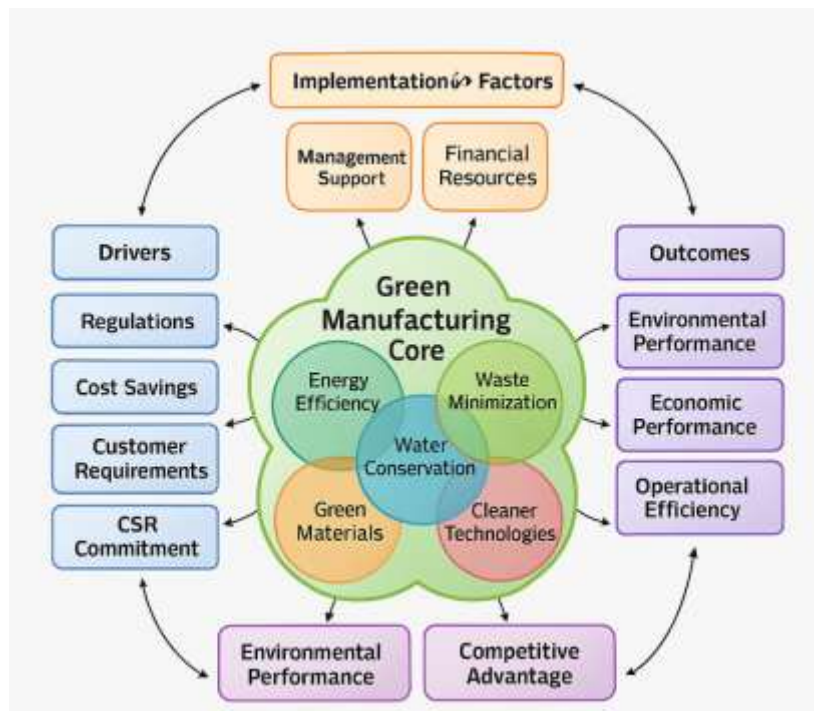 Implementation Factors
Management
Support
Financial
Resources
Drivers
Regulations
Cost Savings
Customer
Requirements
CSR
Commitment
Green
Manufacturing
Core
Energy
Efficiency
Waste
Minimization
Water
Conservation
Green
Materials
Cleaner
Technologies
Outcomes
Environmental
Performance
Economic
Performance
Operational
Efficiency
Environmental
Performance
Competitive
Advantage